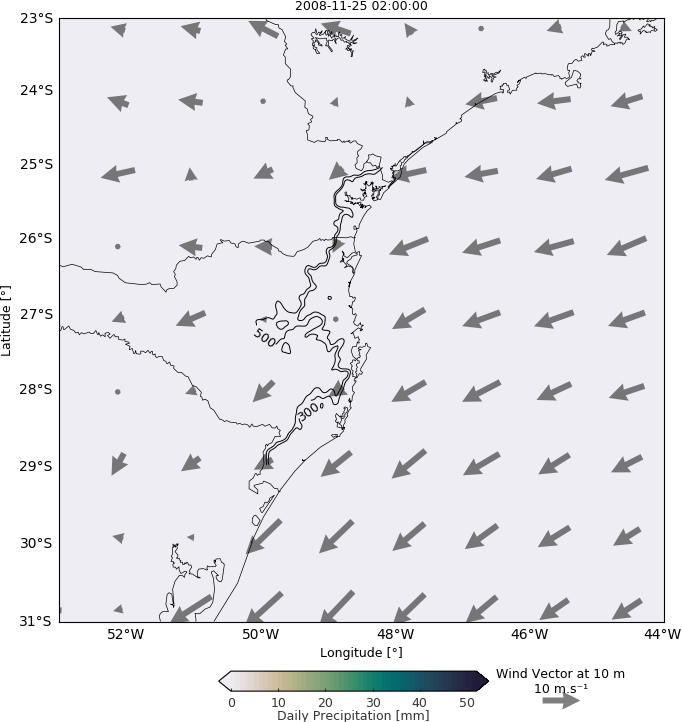 2008-11-25 02:00:00
23°S
24°S
25°S
26°S
27°S
28°S
29°S
30°S
31°S
Latitude [°]
500
300
52°W 50°W 48°W 46°W 44°W
Longitude [°]
0 10 20 30 40 50
Daily Precipitation [mm]
Wind Vector at 10 m
10 m.s⁻¹